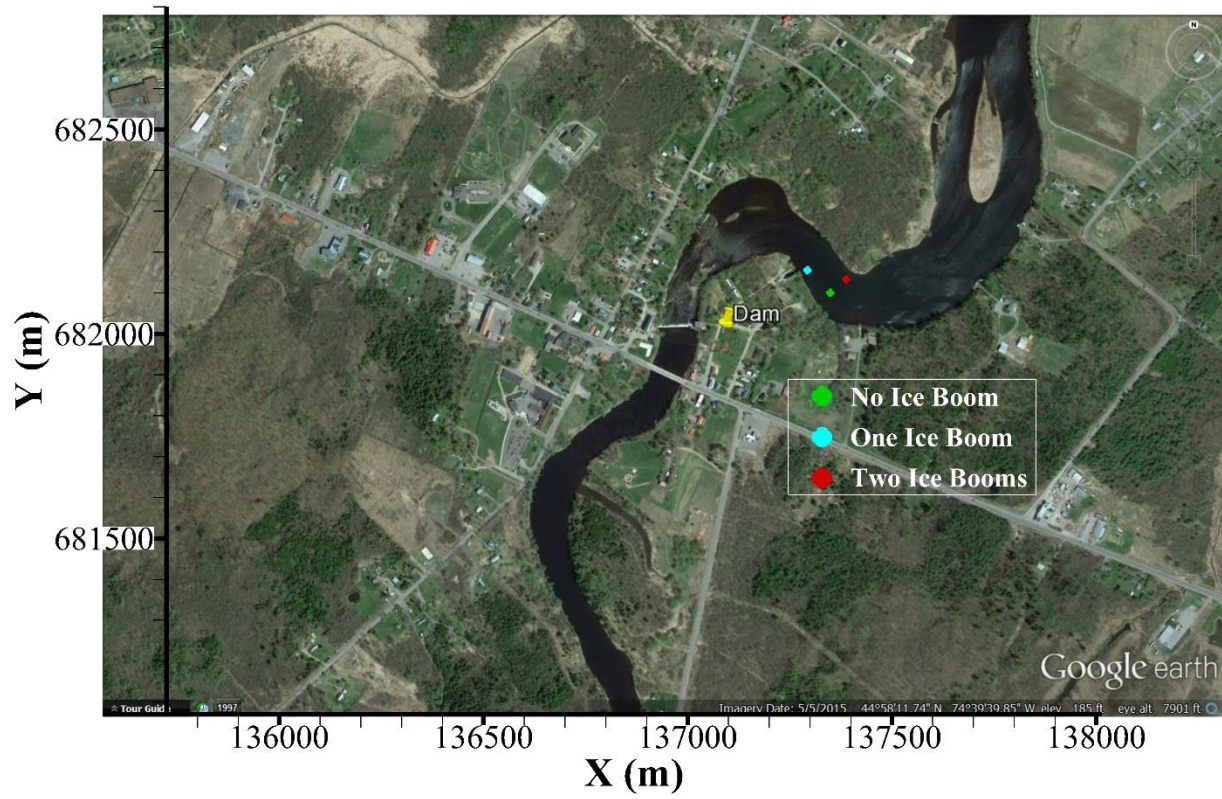 682500
682000
681500
Y (m)
Dam
No Ice Boom
One Ice Boom
Two Ice Booms
Google earth
Tour Guide
1997
Imagery Date: 5/5/2015 44°58'11.74" N 74°39'39.85" W elev 185 ft eye alt 7901 ft
136000
136500
137000
137500
138000
X (m)
N